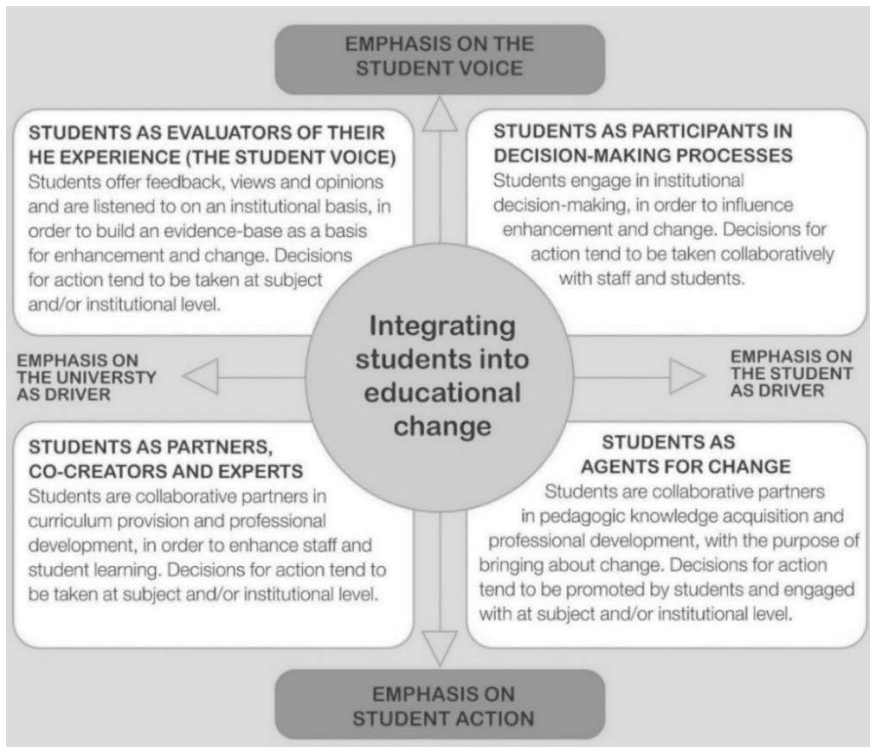 EMPHASIS ON THE
STUDENT VOICE
STUDENTS AS EVALUATORS OF THEIR
HE EXPERIENCE (THE STUDENT VOICE)
Students offer feedback, views and opinions
and are listened to on an institutional basis, in
order to build an evidence-base as a basis
for enhancement and change. Decisions
for action tend to be taken at subject
and/or institutional level.
STUDENTS AS PARTICIPANTS IN
DECISION-MAKING PROCESSES
Students engage in institutional
decision-making, in order to influence
enhancement and change. Decisions for
action tend to be taken collaboratively
with staff and students.
EMPHASIS ON
THE UNIVERSTY
AS DRIVER
Integrating
students into
educational
change
EMPHASIS ON
THE STUDENT
AS DRIVER
STUDENTS AS PARTNERS,
CO-CREATORS AND EXPERTS
Students are collaborative partners in
curriculum provision and professional
development, in order to enhance staff and
student learning. Decisions for action tend to
be taken at subject and/or institutional level.
STUDENTS AS
AGENTS FOR CHANGE
Students are collaborative partners
in pedagogic knowledge acquisition and
professional development, with the purpose of
bringing about change. Decisions for action
tend to be promoted by students and engaged
with at subject and/or institutional level.
EMPHASIS ON
STUDENT ACTION